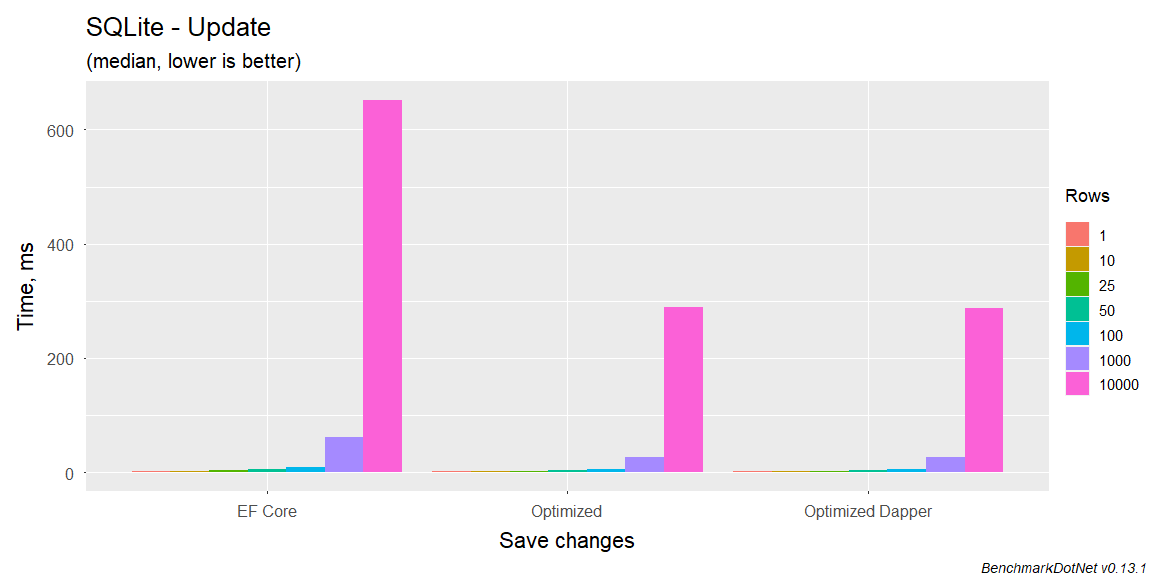 SQLite - Update
(median, lower is better)
Time, ms
600
400
200
0
EF Core
Optimized
Optimized Dapper
Save changes
Rows
1
10
25
50
100
1000
10000
BenchmarkDotNet v0.13.1